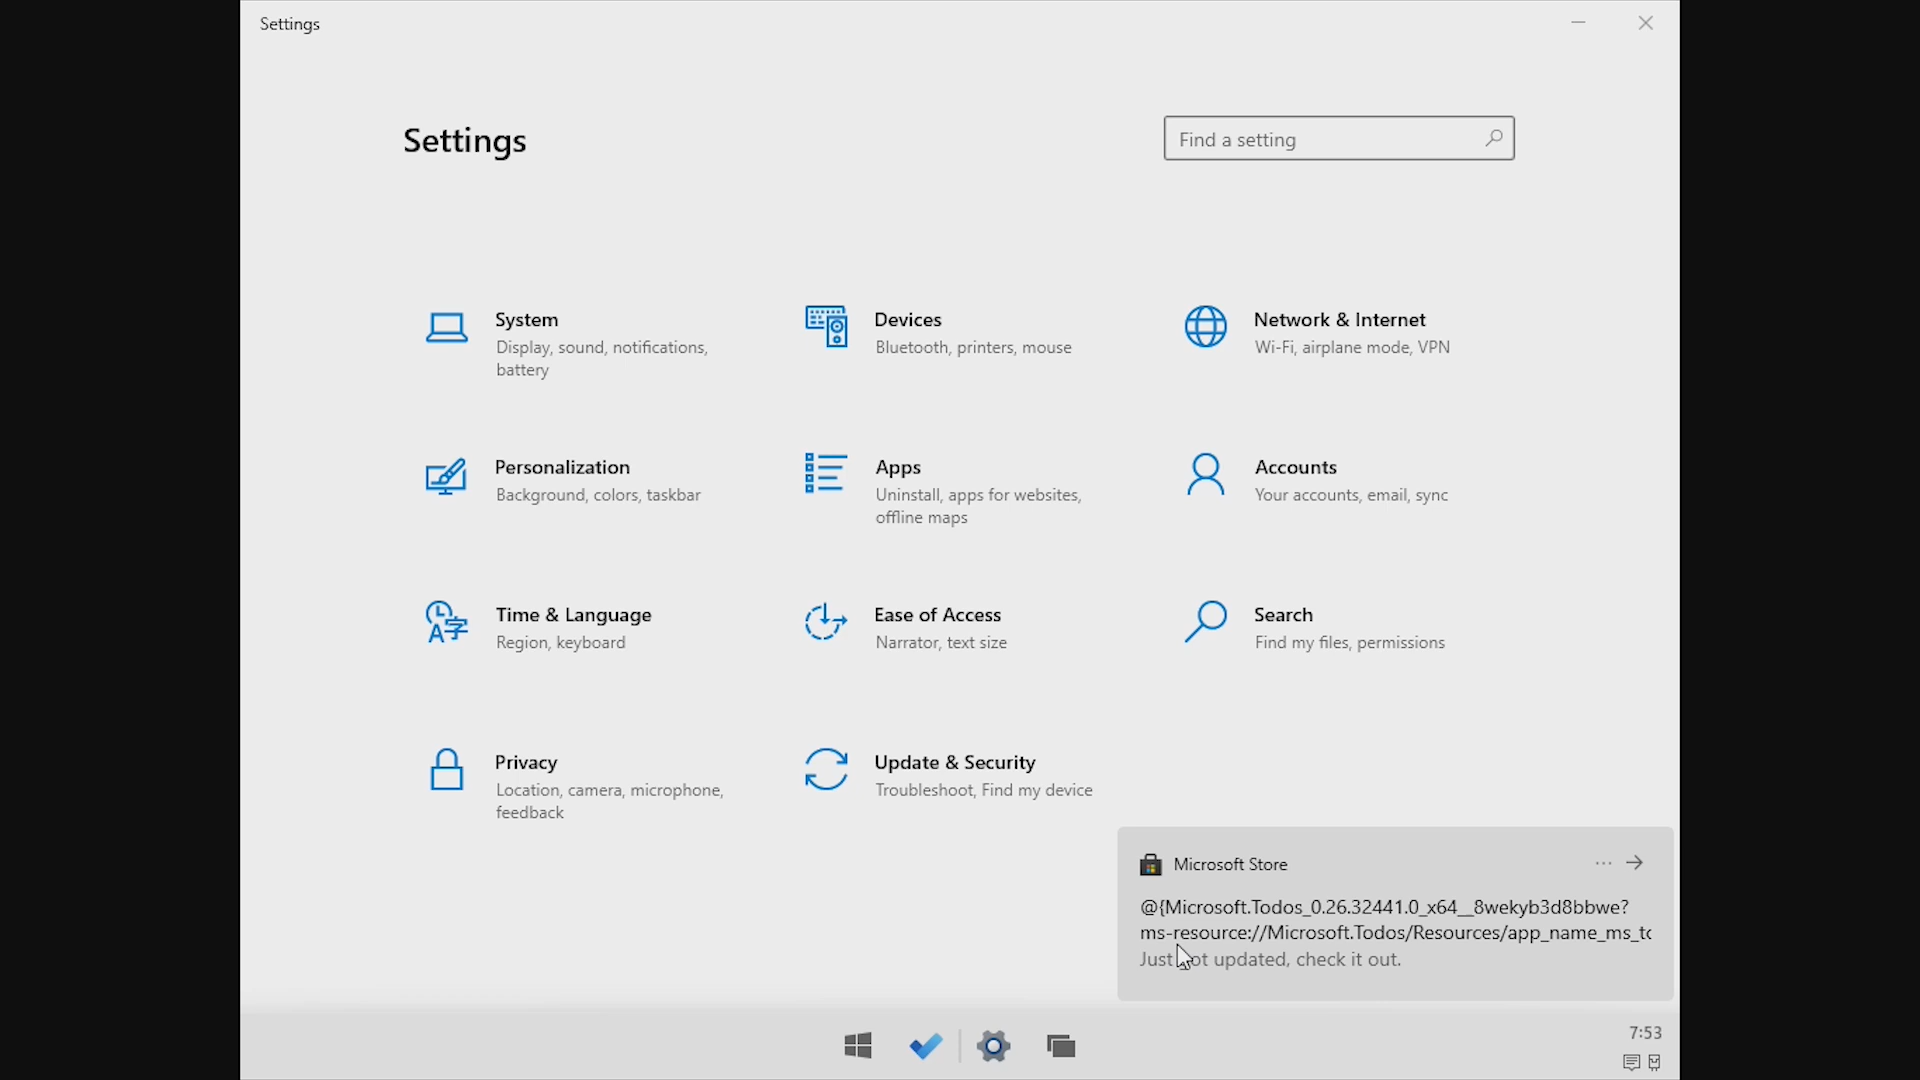 Settings
Settings
Find a setting
System
Display, sound, notifications,
battery
Devices
Bluetooth, printers, mouse
Network & Internet
Wi-Fi, airplane mode, VPN
Personalization
Background, colors, taskbar
Apps
Uninstall, apps for websites,
offline maps
Accounts
Your accounts, email, sync
Time & Language
Region, keyboard
Ease of Access
Narrator, text size
Search
Find my files, permissions
Privacy
Location, camera, microphone,
feedback
Update & Security
Troubleshoot, Find my device
Microsoft Store
@{Microsoft.Todos_0.26.32441.0_x64__8wekyb3d8bbwe?
ms-resource://Microsoft.Todos/Resources/app_name_ms_tc
Just got updated, check it out.
7:53